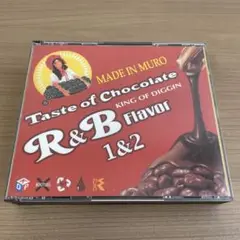 MADE IN MURO
Taste of Chocolate
KING OF DIGGIN
R&B Flavor
1&2